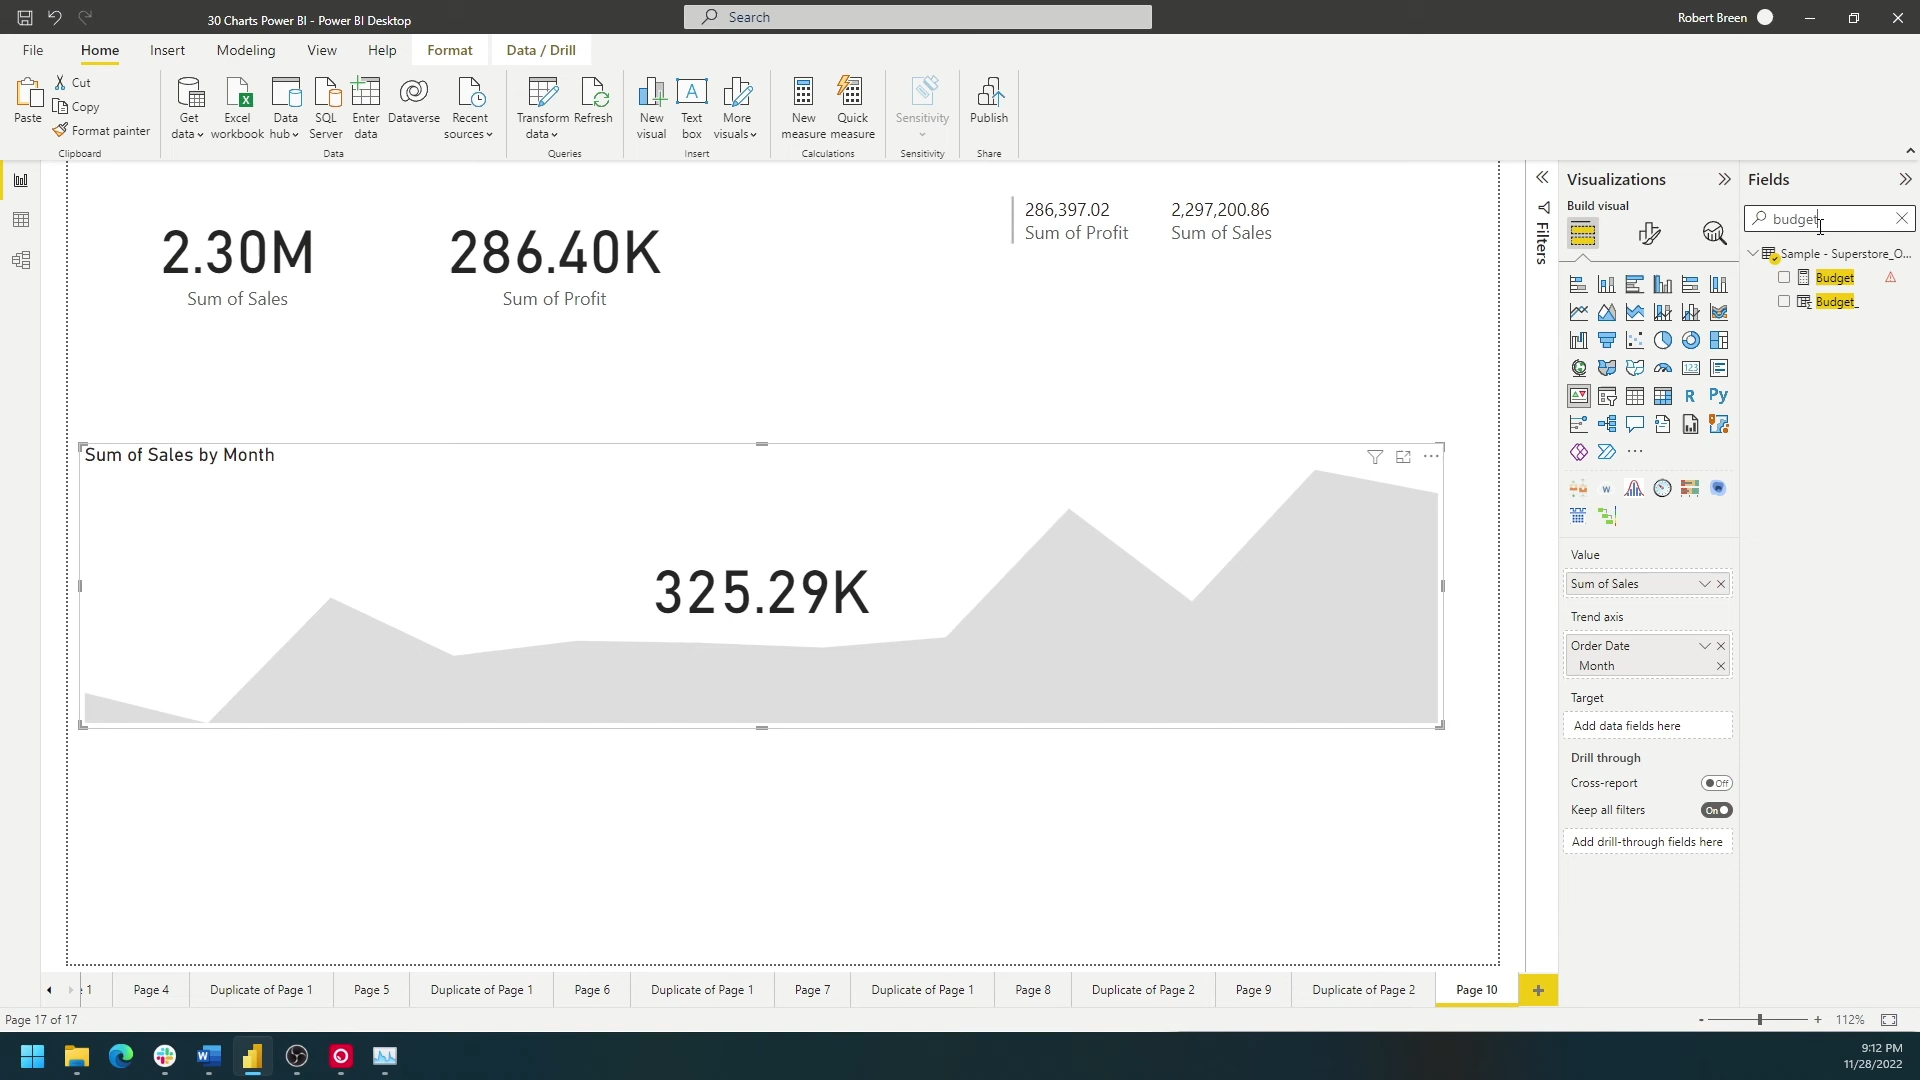 30 Charts Power BI - Power BI Desktop
Search
Robert Breen
File
Home
Insert
Modeling
View
Help
Format
Data / Drill
Paste
Cut
Copy
Format painter
Clipboard
Get data
Excel workbook
Data hub
SQL Server
Enter data
Dataverse
Recent sources
Data
Transform data
Refresh
Queries
New visual
A
Text box
More visuals
Insert
New measure
Quick measure
Calculations
Sensitivity
Sensitivity
Publish
Share
2.30M
Sum of Sales
286.40K
Sum of Profit
286,397.02
Sum of Profit
2,297,200.86
Sum of Sales
Sum of Sales by Month
325.29K
Filters
Visualizations
Build visual
123
R
Py
W
Value
Sum of Sales
Trend axis
Order Date
Month
Target
Add data fields here
Drill through
Cross-report
Off
Keep all filters
On
Add drill-through fields here
Fields
budget
Sample - Superstore_O...
Budget
Budget_
1
Page 4
Duplicate of Page 1
Page 5
Duplicate of Page 1
Page 6
Duplicate of Page 1
Page 7
Duplicate of Page 1
Page 8
Duplicate of Page 2
Page 9
Duplicate of Page 2
Page 10
Page 17 of 17
112%
9:12 PM
11/28/2022